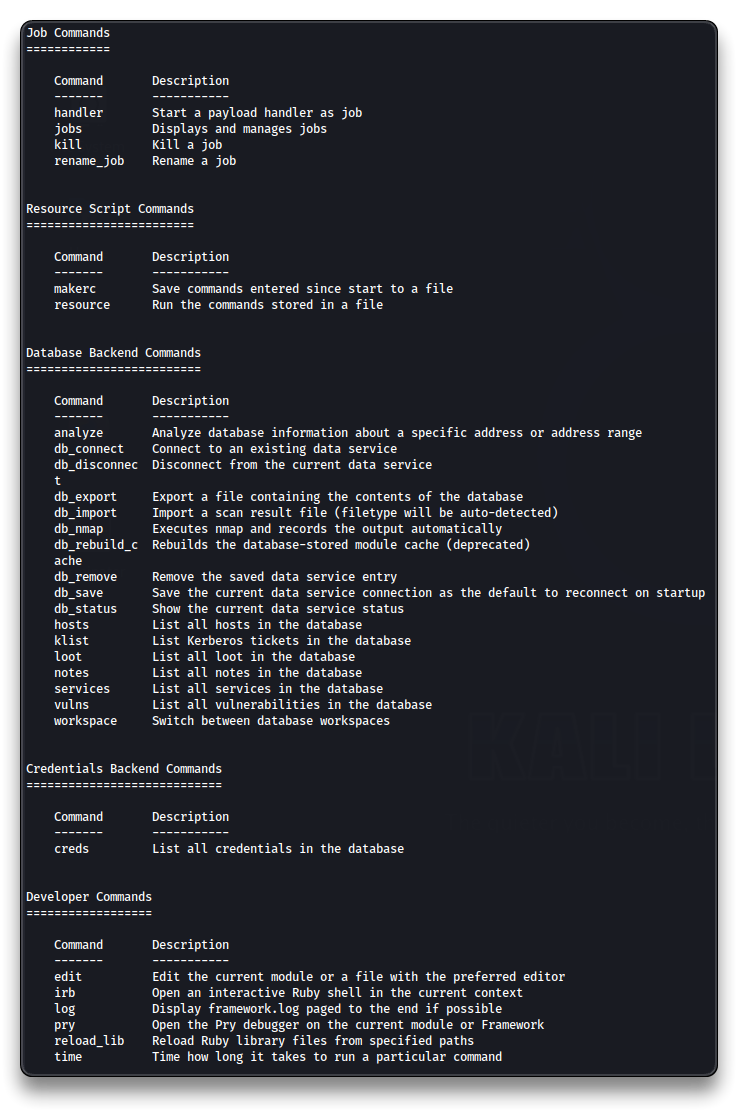 Job Commands
============
Command Description
------- -----------
handler Start a payload handler as job
jobs Displays and manages jobs
kill Kill a job
rename_job Rename a job
Resource Script Commands
========================
Command Description
------- -----------
makerc Save commands entered since start to a file
resource Run the commands stored in a file
Database Backend Commands
=========================
Command Description
------- -----------
analyze Analyze database information about a specific address or address range
db_connect Connect to an existing data service
db_disconnec Disconnect from the current data service
t
db_export Export a file containing the contents of the database
db_import Import a scan result file (filetype will be auto-detected)
db_nmap Executes nmap and records the output automatically
db_rebuild_c Rebuilds the database-stored module cache (deprecated)
ache
db_remove Remove the saved data service entry
db_save Save the current data service connection as the default to reconnect on startup
db_status Show the current data service status
hosts List all hosts in the database
klist List Kerberos tickets in the database
loot List all loot in the database
notes List all notes in the database
services List all services in the database
vulns List all vulnerabilities in the database
workspace Switch between database workspaces
KALI
Credentials Backend Commands
============================
Command Description
------- -----------
creds List all credentials in the database
Developer Commands
==================
Command Description
------- -----------
edit Edit the current module or a file with the preferred editor
irb Open an interactive Ruby shell in the current context
log Display framework.log paged to the end if possible
pry Open the Pry debugger on the current module or Framework
reload_lib Reload Ruby library files from specified paths
time Time how long it takes to run a particular command